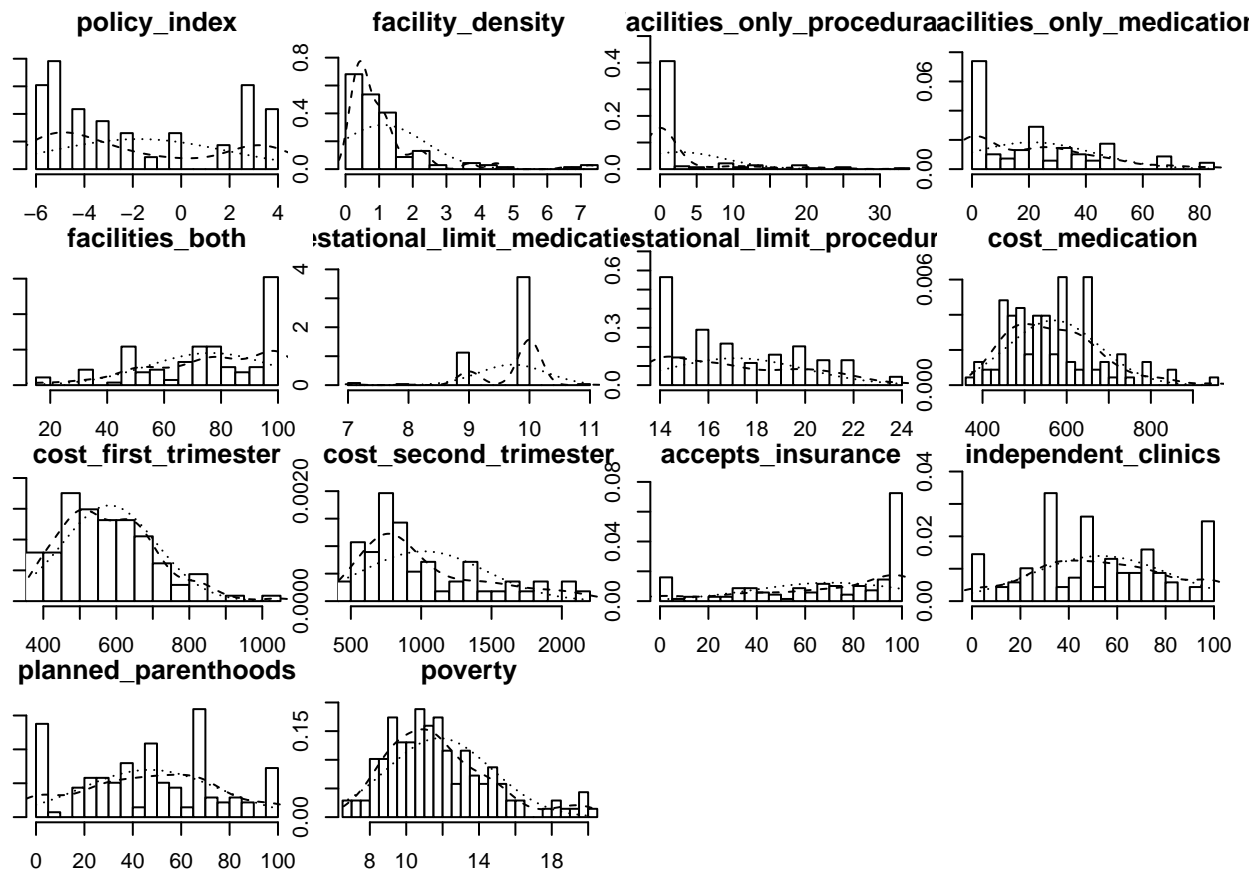 policy_index
−6 −4 −2 0 2 4
facility_density
0.0 0.4 0.8
0 1 2 3 4 5 6 7
acilities_only_procedura
0.0 0.2 0.4
0 10 20 30
acilities_only_medication
0.00 0.06
0 20 40 60 80
facilities_both
20 40 60 80 100
estational_limit_medicatio
0 2 4
7 8 9 10 11
estational_limit_procedur
0.0 0.3 0.6
14 16 18 20 22 24
cost_medication
0.000 0.006
400 600 800
cost_first_trimester
400 600 800 1000
cost_second_trimester
0.0000 0.0020
500 1000 1500 2000
accepts_insurance
0.00 0.04 0.08
0 20 40 60 80 100
independent_clinics
0.00 0.02 0.04
0 20 40 60 80 100
planned_parenthoods
0 20 40 60 80 100
poverty
0.00 0.15
8 10 14 18